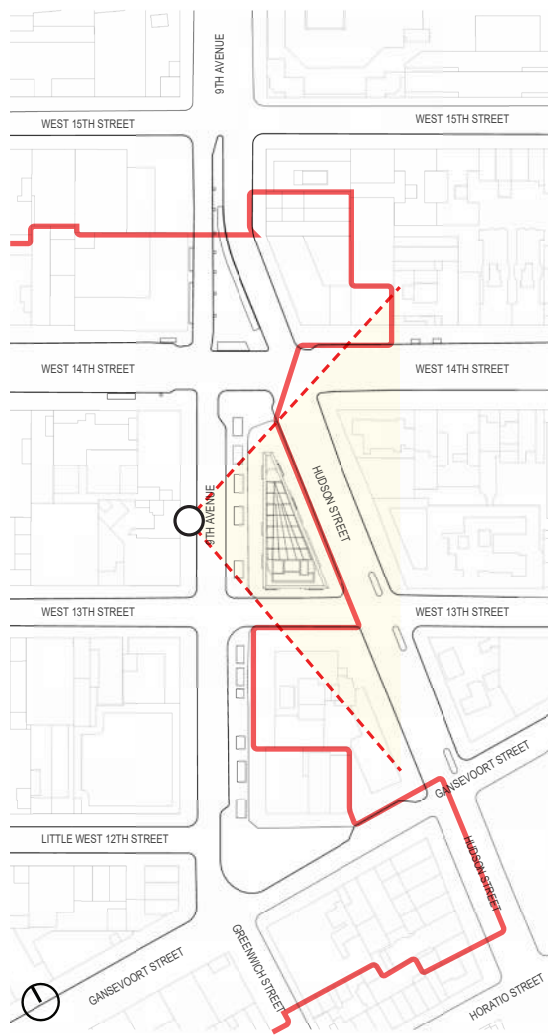 9TH AVENUE
WEST 15TH STREET
WEST 15TH STREET
WEST 14TH STREET
WEST 14TH STREET
HUDSON STREET
9TH AVENUE
WEST 13TH STREET
WEST 13TH STREET
GANSEVOORT STREET
LITTLE WEST 12TH STREET
HUDSON STREET
GREENWICH STREET
GANSEVOORT STREET
HORATIO STREET